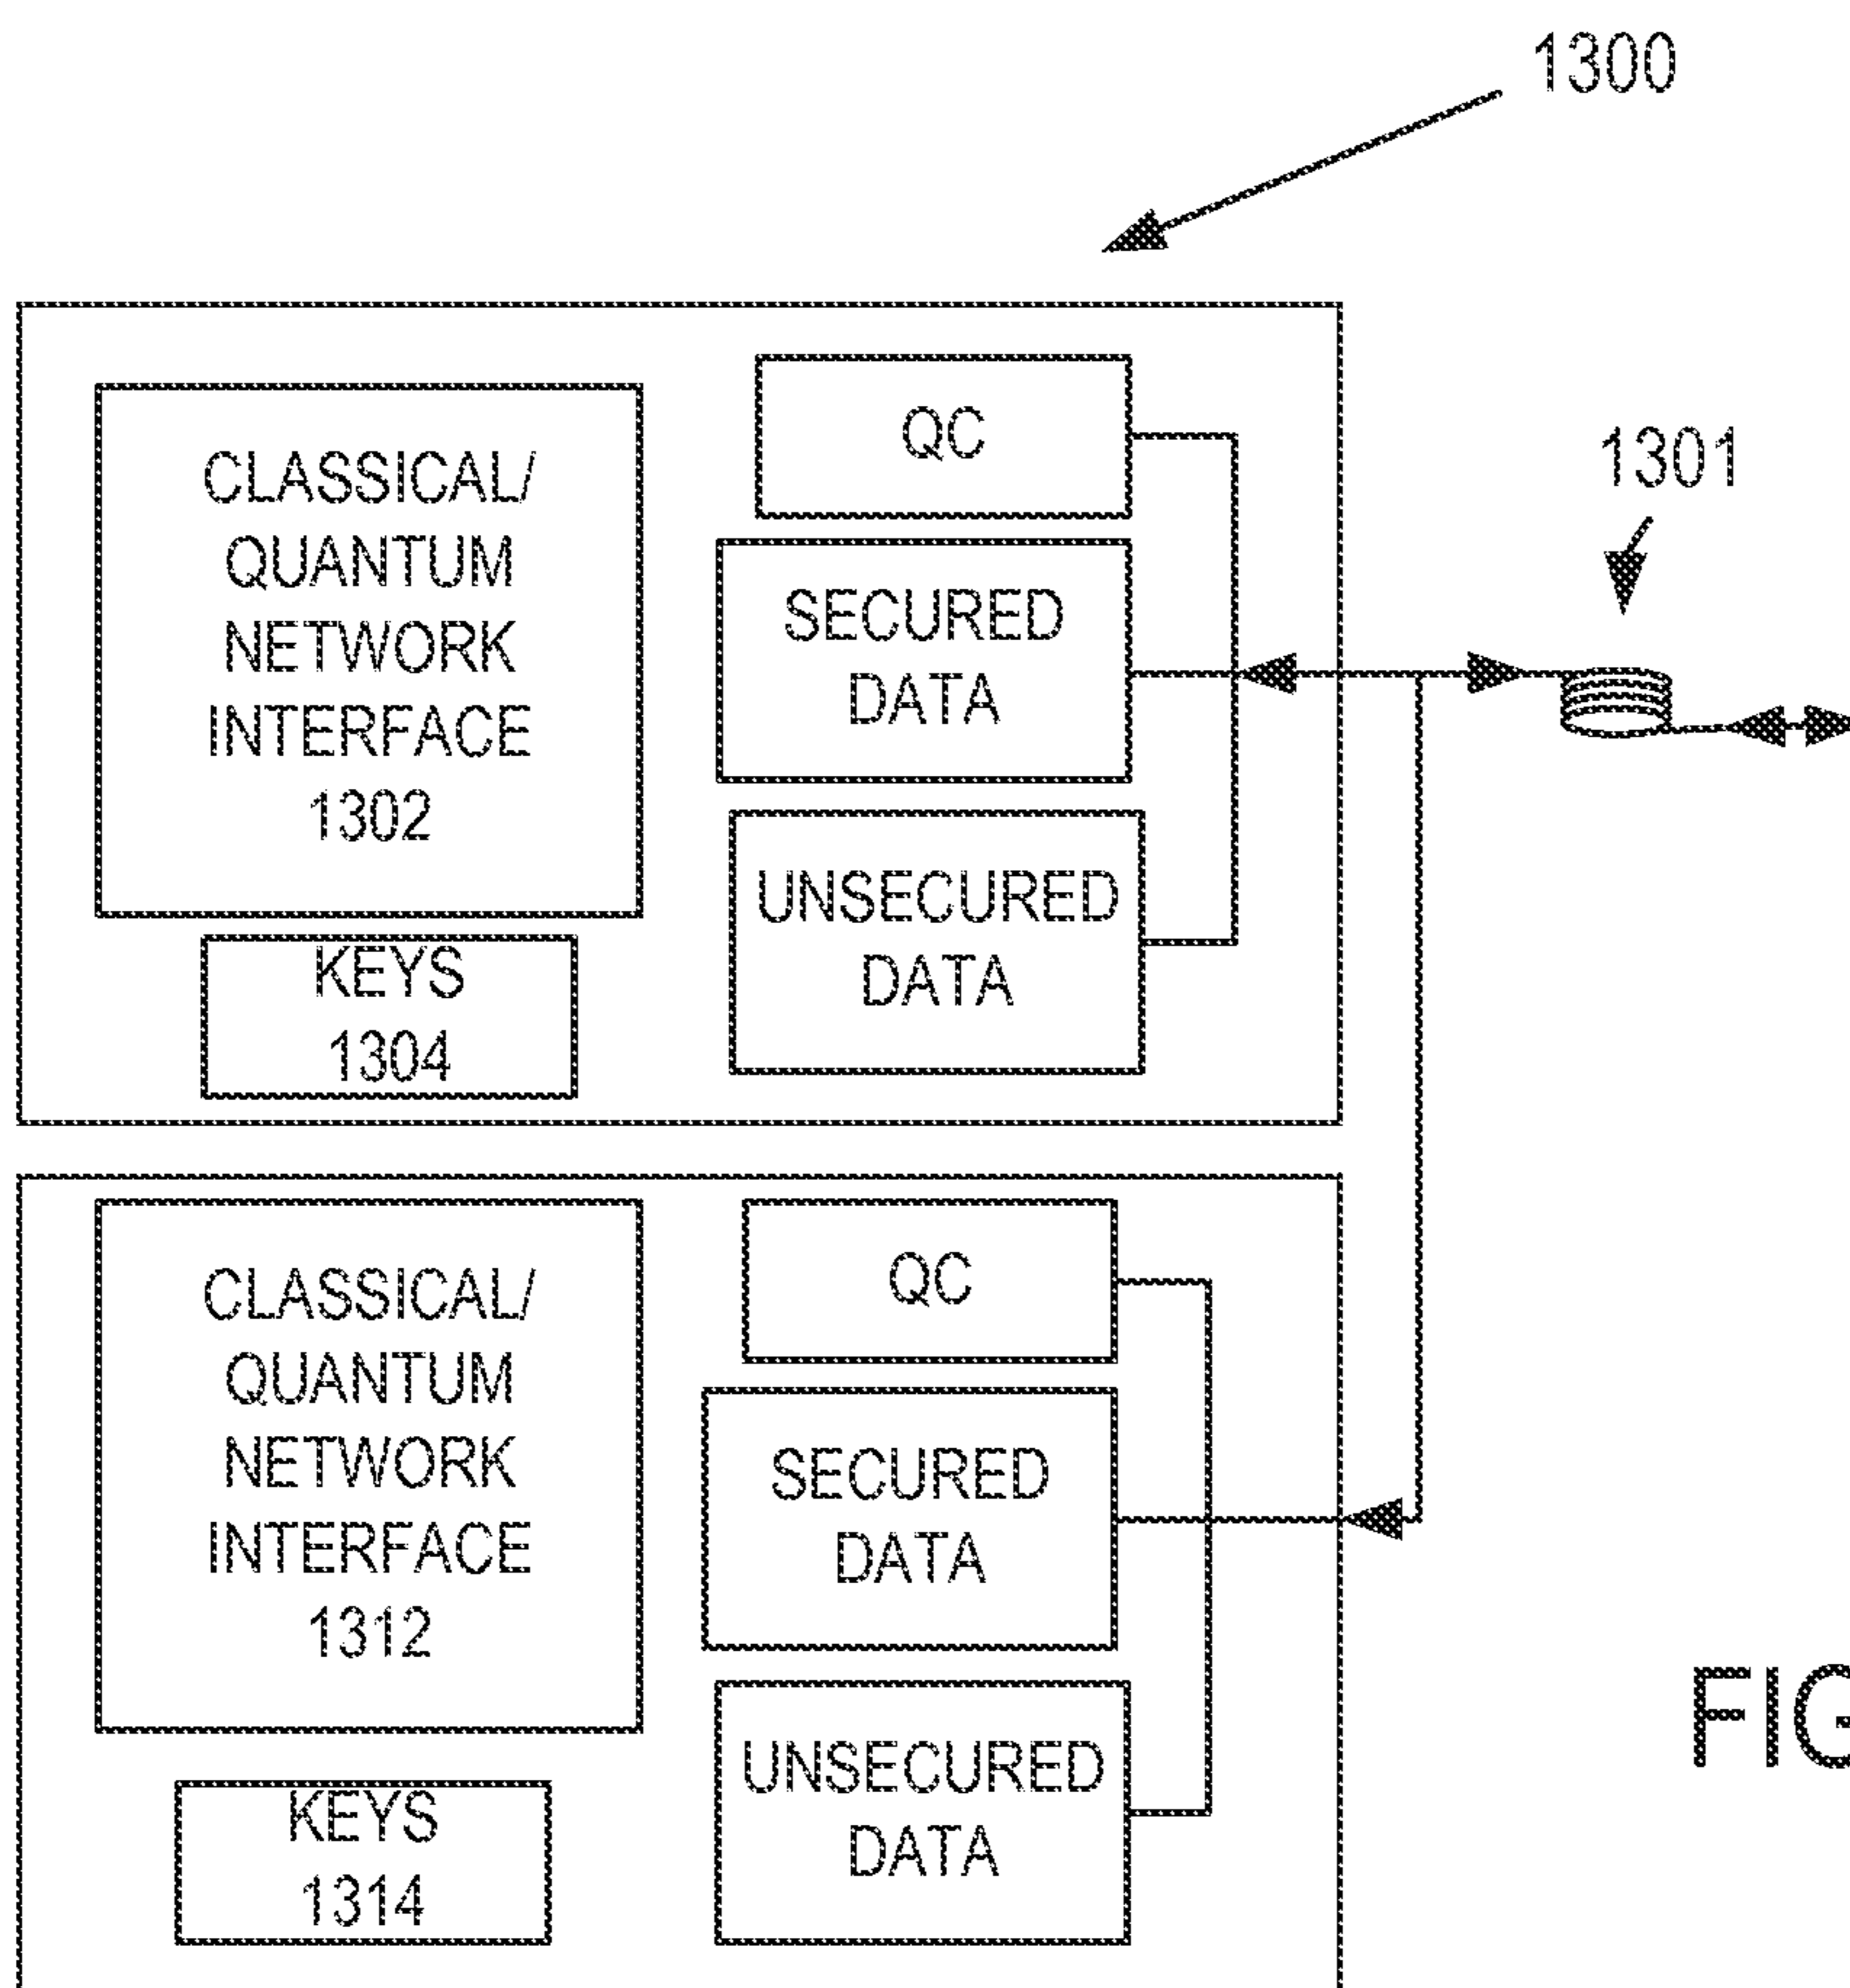 1300
1301
CLASSICAL/
QUANTUM
NETWORK
INTERFACE
1302
KEYS
1304
QC
SECURED
DATA
UNSECURED
DATA
CLASSICAL/
QUANTUM
NETWORK
INTERFACE
1312
KEYS
1314
QC
SECURED
DATA
UNSECURED
DATA
FIG